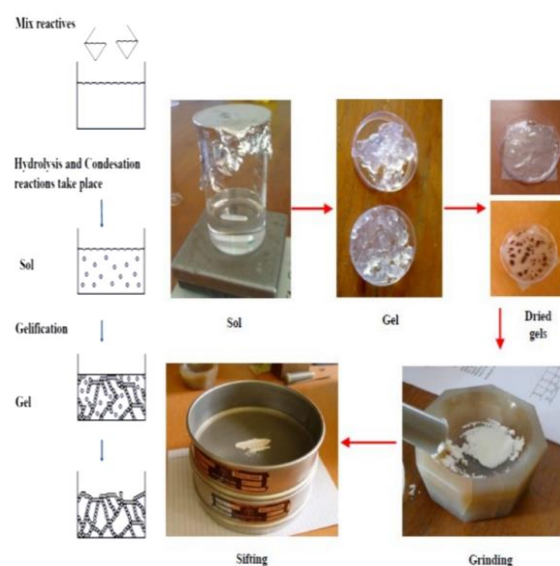 Mix reactives
Hydrolysis and Condesation
reactions take place
Sol
Gelification
Gel
Sol
Gel
Dried
gels
Sifting
Grinding